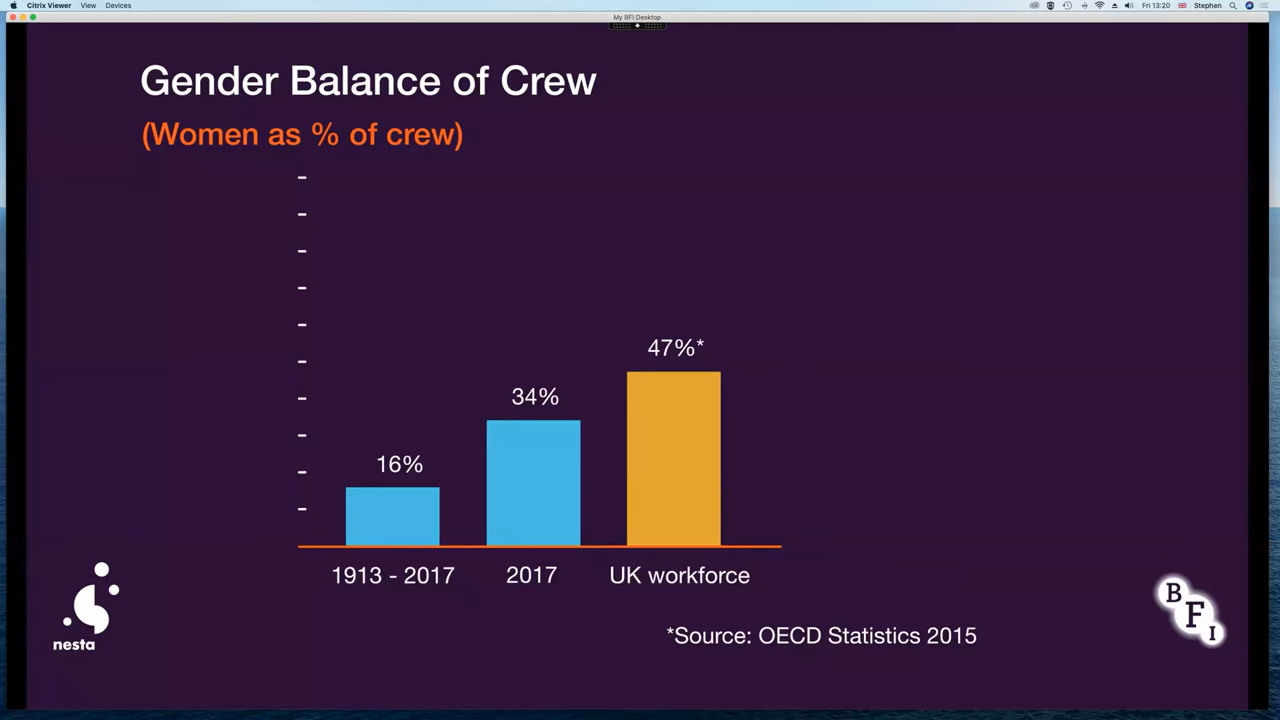 Citrix Viewer View Devices Fri 13:20 Stephen
My BFI Desktop
Gender Balance of Crew
(Women as % of crew)
47%*
34%
16%
1913 - 2017 2017 UK workforce
*Source: OECD Statistics 2015
nesta
BFI